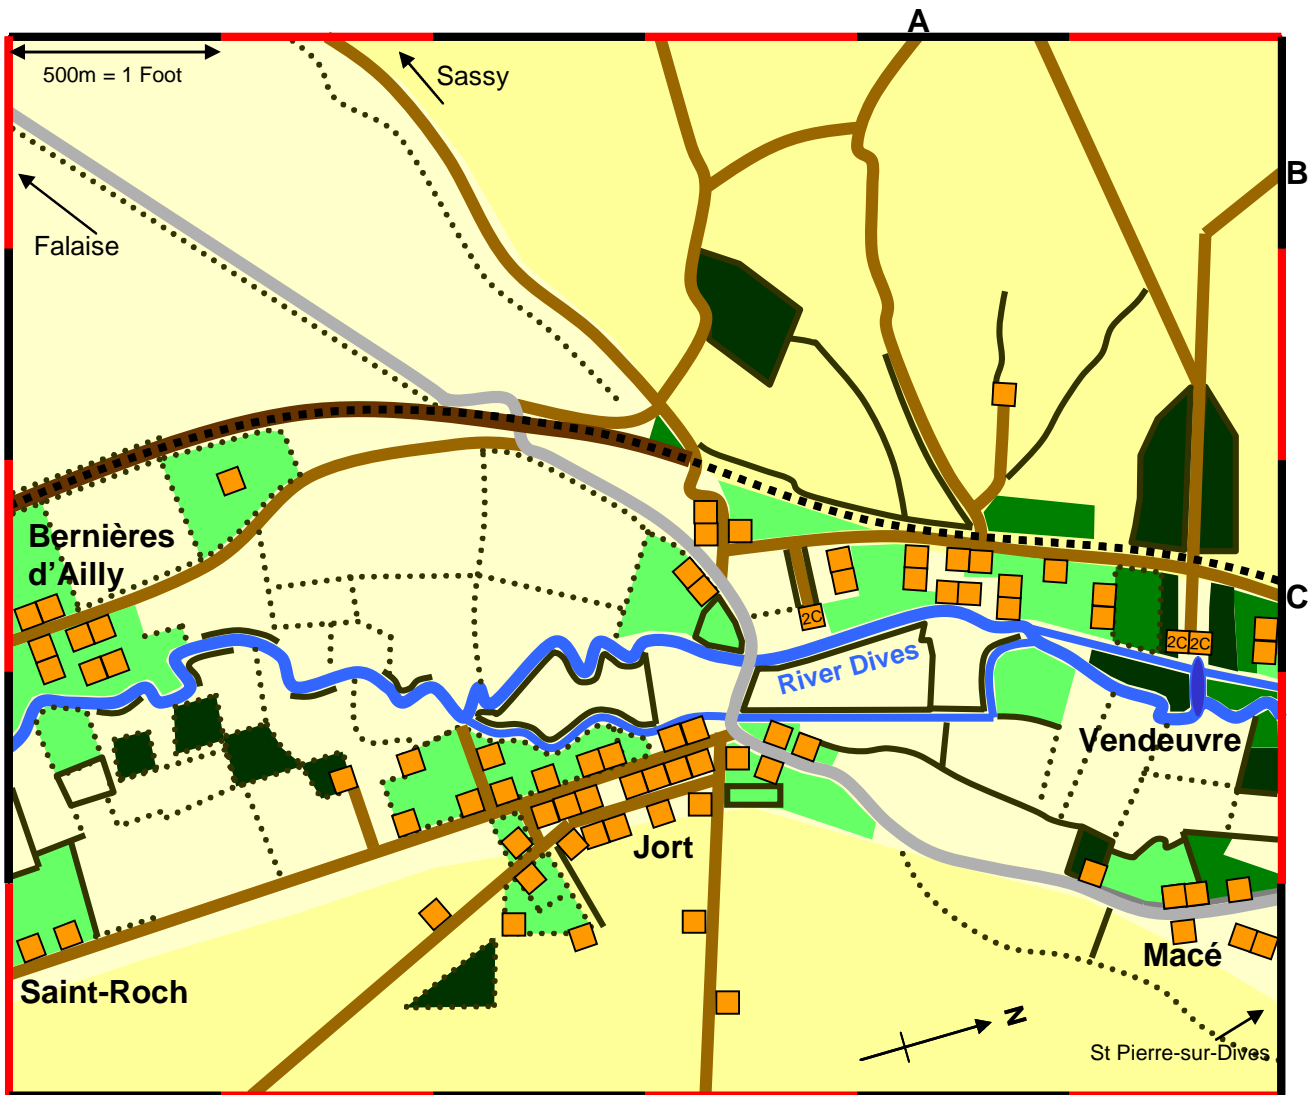 A
500m = 1 Foot
Sassy
B
Falaise
Bernières
d'Ailly
C
2C
2C 2C
River Dives
Vendeuvre
Jort
Macé
Saint-Roch
N
St Pierre-sur-Dives